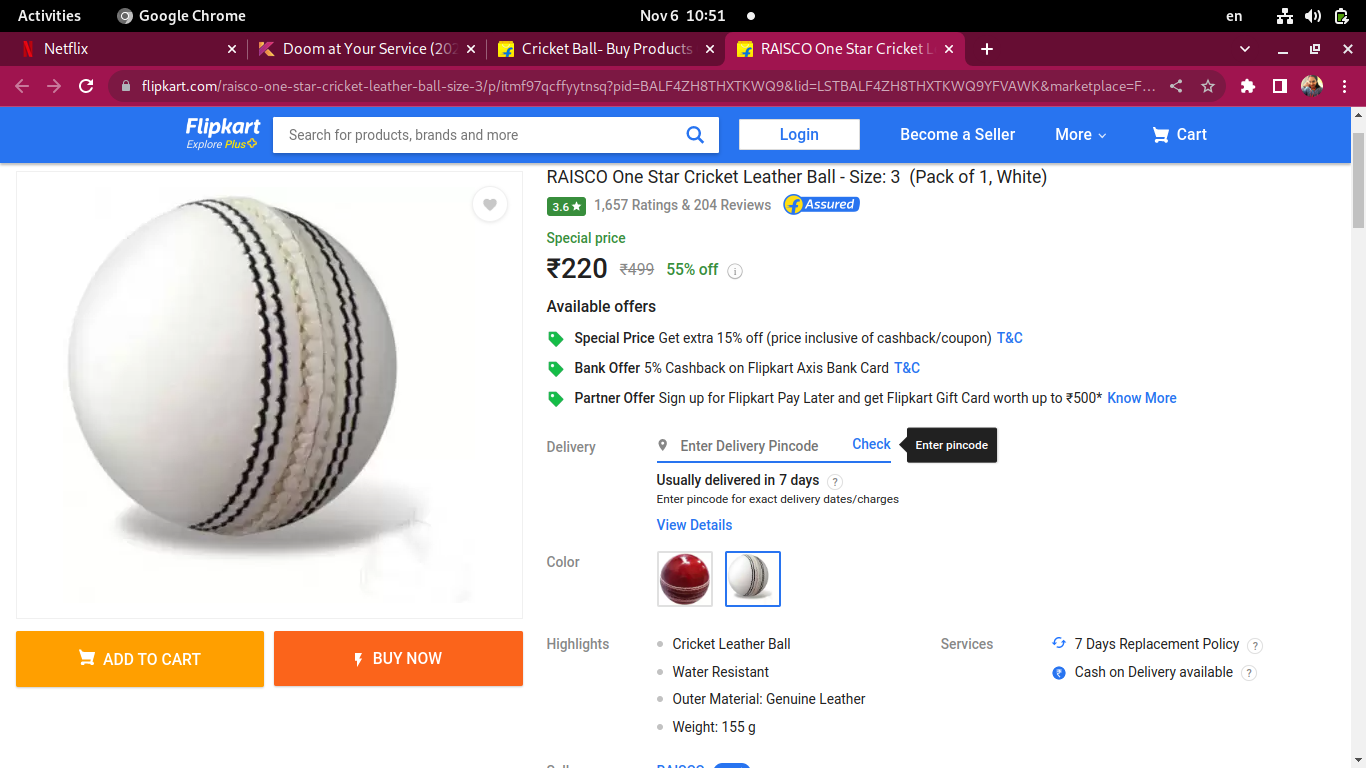 Activities
Google Chrome
Nov 6 10:51
en
Netflix
Doom at Your Service (202
Cricket Ball- Buy Products
RAISCO One Star Cricket L
flipkart.com/raisco-one-star-cricket-leather-ball-size-3/p/itmf97qcffyytnsq?pid=BALF4ZH8THXTKWQ9&lid=LSTBALF4ZH8THXTKWQ9YFVAWK&marketplace=F...
Flipkart
Explore Plus
Search for products, brands and more
Login
Become a Seller
More
Cart
RAISCO One Star Cricket Leather Ball - Size: 3 (Pack of 1, White)
3.6★ 1,657 Ratings & 204 Reviews
f Assured
Special price
₹220 ₹499 55% off i
Available offers
Special Price Get extra 15% off (price inclusive of cashback/coupon) T&C
Bank Offer 5% Cashback on Flipkart Axis Bank Card T&C
Partner Offer Sign up for Flipkart Pay Later and get Flipkart Gift Card worth up to ₹500* Know More
Delivery
Enter Delivery Pincode
Check
Enter pincode
Usually delivered in 7 days ?
Enter pincode for exact delivery dates/charges
View Details
Color
ADD TO CART
BUY NOW
Highlights
Cricket Leather Ball
Water Resistant
Outer Material: Genuine Leather
Weight: 155 g
Services
7 Days Replacement Policy ?
₹ Cash on Delivery available ?